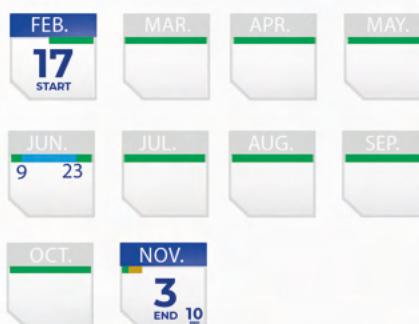 FEB. MAR. APR. MAY.
17
START
JUN. JUL. AUG. SEP.
9 23
OCT. NOV.
3
END 10